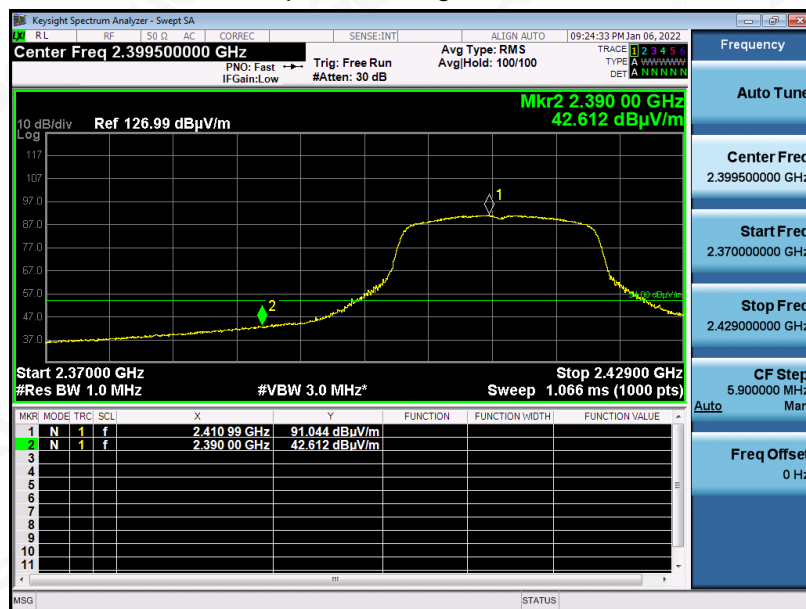 Keysight Spectrum Analyzer - Swept SA
LXI RL RF 50 Ω AC CORREC SENSE:INT ALIGN AUTO 09:24:33 PM Jan 06, 2022
Center Freq 2.399500000 GHz
PNO: Fast
IFGain:Low
Trig: Free Run
#Atten: 30 dB
Avg Type: RMS
Avg|Hold: 100/100
TRACE 1 2 3 4 5 6
TYPE A WWWWW
DET A N N N N N
Mkr2 2.390 00 GHz
42.612 dBµV/m
10 dB/div Ref 126.99 dBµV/m
Log
117
107
97.0
87.0
77.0
67.0
57.0
47.0
37.0
1
2
54.00 dBµV/m
Start 2.37000 GHz Stop 2.42900 GHz
#Res BW 1.0 MHz #VBW 3.0 MHz* Sweep 1.066 ms (1000 pts)
MKR MODE TRC SCL X Y FUNCTION FUNCTION WIDTH FUNCTION VALUE
1 N 1 f 2.410 99 GHz 91.044 dBµV/m
2 N 1 f 2.390 00 GHz 42.612 dBµV/m
3
4
5
6
7
8
9
10
11
MSG STATUS
Frequency
Auto Tune
Center Freq
2.399500000 GHz
Start Freq
2.370000000 GHz
Stop Freq
2.429000000 GHz
CF Step
5.900000 MHz
Auto Man
Freq Offset
0 Hz